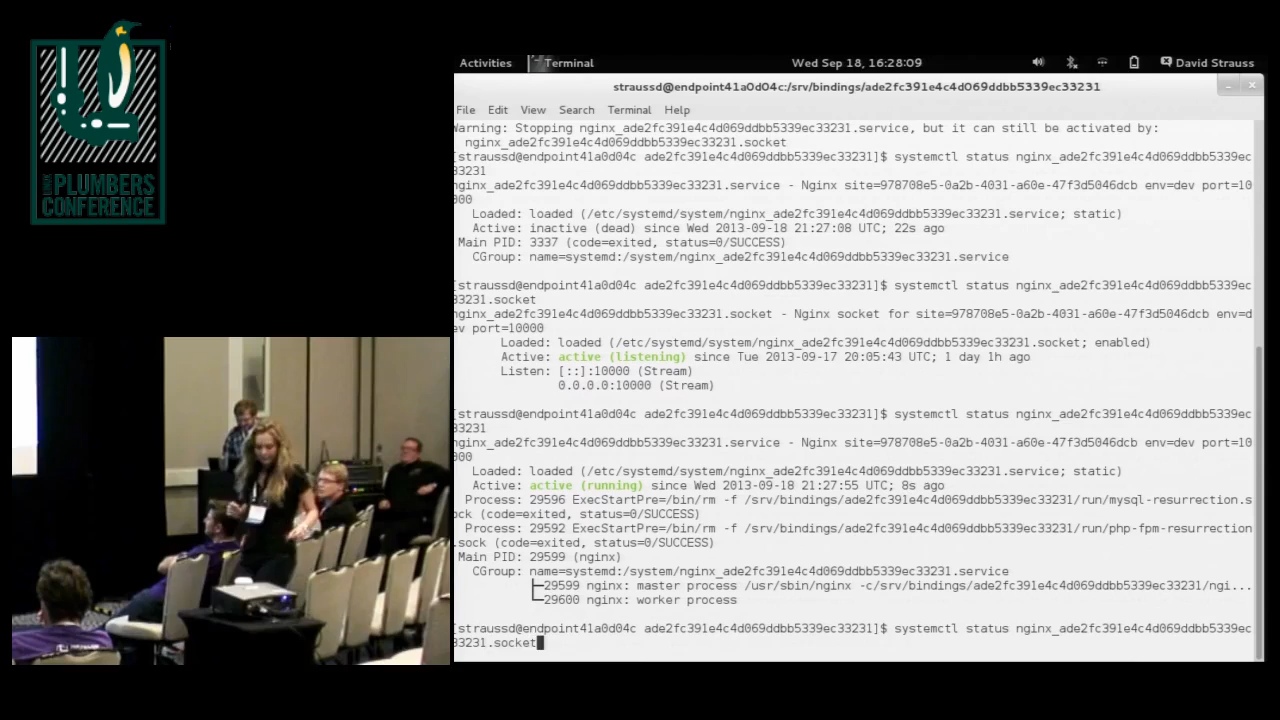 LINUX
PLUMBERS
CONFERENCE
Activities Terminal Wed Sep 18, 16:28:09 David Strauss
straussd@endpoint41a0d04c:/srv/bindings/ade2fc391e4c4d069ddbb5339ec33231
File Edit View Search Terminal Help
Warning: Stopping nginx_ade2fc391e4c4d069ddbb5339ec33231.service, but it can still be activated by:
nginx_ade2fc391e4c4d069ddbb5339ec33231.socket
[straussd@endpoint41a0d04c ade2fc391e4c4d069ddbb5339ec33231]$ systemctl status nginx_ade2fc391e4c4d069ddbb5339ec
33231
nginx_ade2fc391e4c4d069ddbb5339ec33231.service - Nginx site=978708e5-0a2b-4031-a60e-47f3d5046dcb env=dev port=10
000
Loaded: loaded (/etc/systemd/system/nginx_ade2fc391e4c4d069ddbb5339ec33231.service; static)
Active: inactive (dead) since Wed 2013-09-18 21:27:08 UTC; 22s ago
Main PID: 3337 (code=exited, status=0/SUCCESS)
CGroup: name=systemd:/system/nginx_ade2fc391e4c4d069ddbb5339ec33231.service
[straussd@endpoint41a0d04c ade2fc391e4c4d069ddbb5339ec33231]$ systemctl status nginx_ade2fc391e4c4d069ddbb5339ec
33231.socket
nginx_ade2fc391e4c4d069ddbb5339ec33231.socket - Nginx socket for site=978708e5-0a2b-4031-a60e-47f3d5046dcb env=d
ev port=10000
Loaded: loaded (/etc/systemd/system/nginx_ade2fc391e4c4d069ddbb5339ec33231.socket; enabled)
Active: active (listening) since Tue 2013-09-17 20:05:43 UTC; 1 day 1h ago
Listen: [::]:10000 (Stream)
0.0.0.0:10000 (Stream)
[straussd@endpoint41a0d04c ade2fc391e4c4d069ddbb5339ec33231]$ systemctl status nginx_ade2fc391e4c4d069ddbb5339ec
33231
nginx_ade2fc391e4c4d069ddbb5339ec33231.service - Nginx site=978708e5-0a2b-4031-a60e-47f3d5046dcb env=dev port=10
000
Loaded: loaded (/etc/systemd/system/nginx_ade2fc391e4c4d069ddbb5339ec33231.service; static)
Active: active (running) since Wed 2013-09-18 21:27:55 UTC; 8s ago
Process: 29596 ExecStartPre=/bin/rm -f /srv/bindings/ade2fc391e4c4d069ddbb5339ec33231/run/mysql-resurrection.s
ock (code=exited, status=0/SUCCESS)
Process: 29592 ExecStartPre=/bin/rm -f /srv/bindings/ade2fc391e4c4d069ddbb5339ec33231/run/php-fpm-resurrection
.sock (code=exited, status=0/SUCCESS)
Main PID: 29599 (nginx)
CGroup: name=systemd:/system/nginx_ade2fc391e4c4d069ddbb5339ec33231.service
├─29599 nginx: master process /usr/sbin/nginx -c/srv/bindings/ade2fc391e4c4d069ddbb5339ec33231/ngi...
└─29600 nginx: worker process
[straussd@endpoint41a0d04c ade2fc391e4c4d069ddbb5339ec33231]$ systemctl status nginx_ade2fc391e4c4d069ddbb5339ec
33231.socket